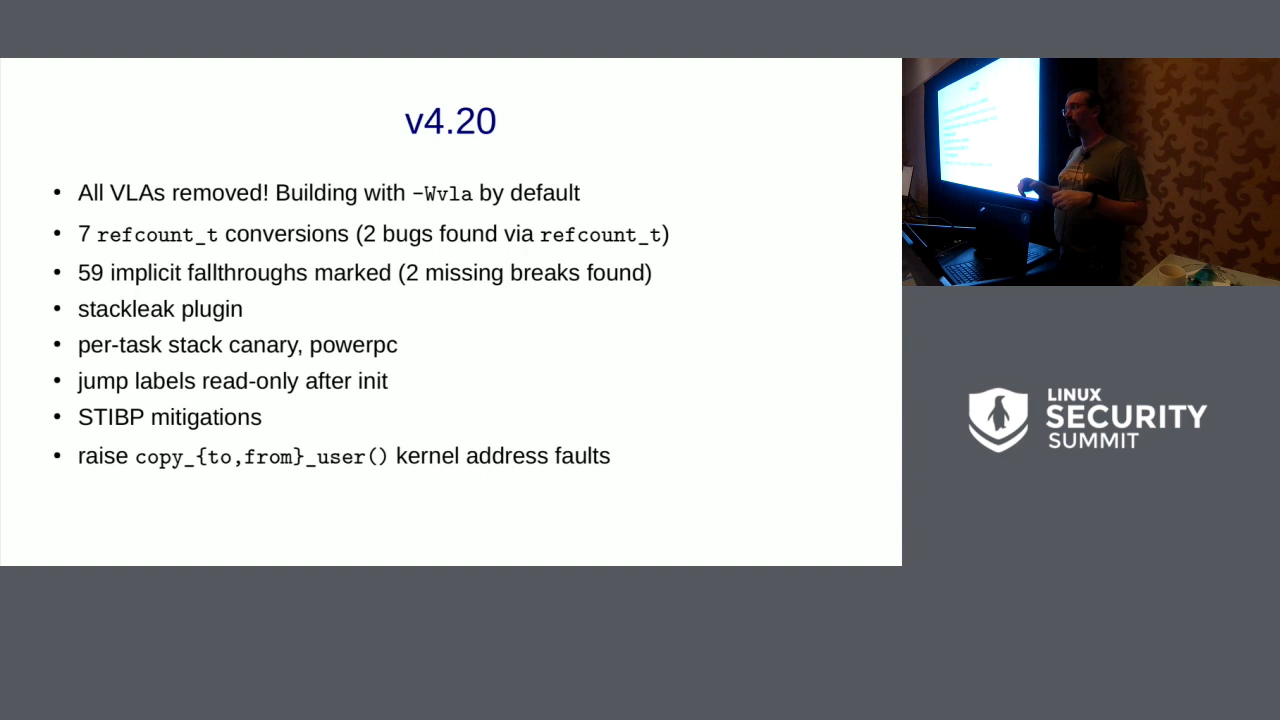 v4.20
• All VLAs removed! Building with -Wvla by default
• 7 refcount_t conversions (2 bugs found via refcount_t)
• 59 implicit fallthroughs marked (2 missing breaks found)
• stackleak plugin
• per-task stack canary, powerpc
• jump labels read-only after init
• STIBP mitigations
• raise copy_{to,from}_user() kernel address faults
LINUX
SECURITY
SUMMIT